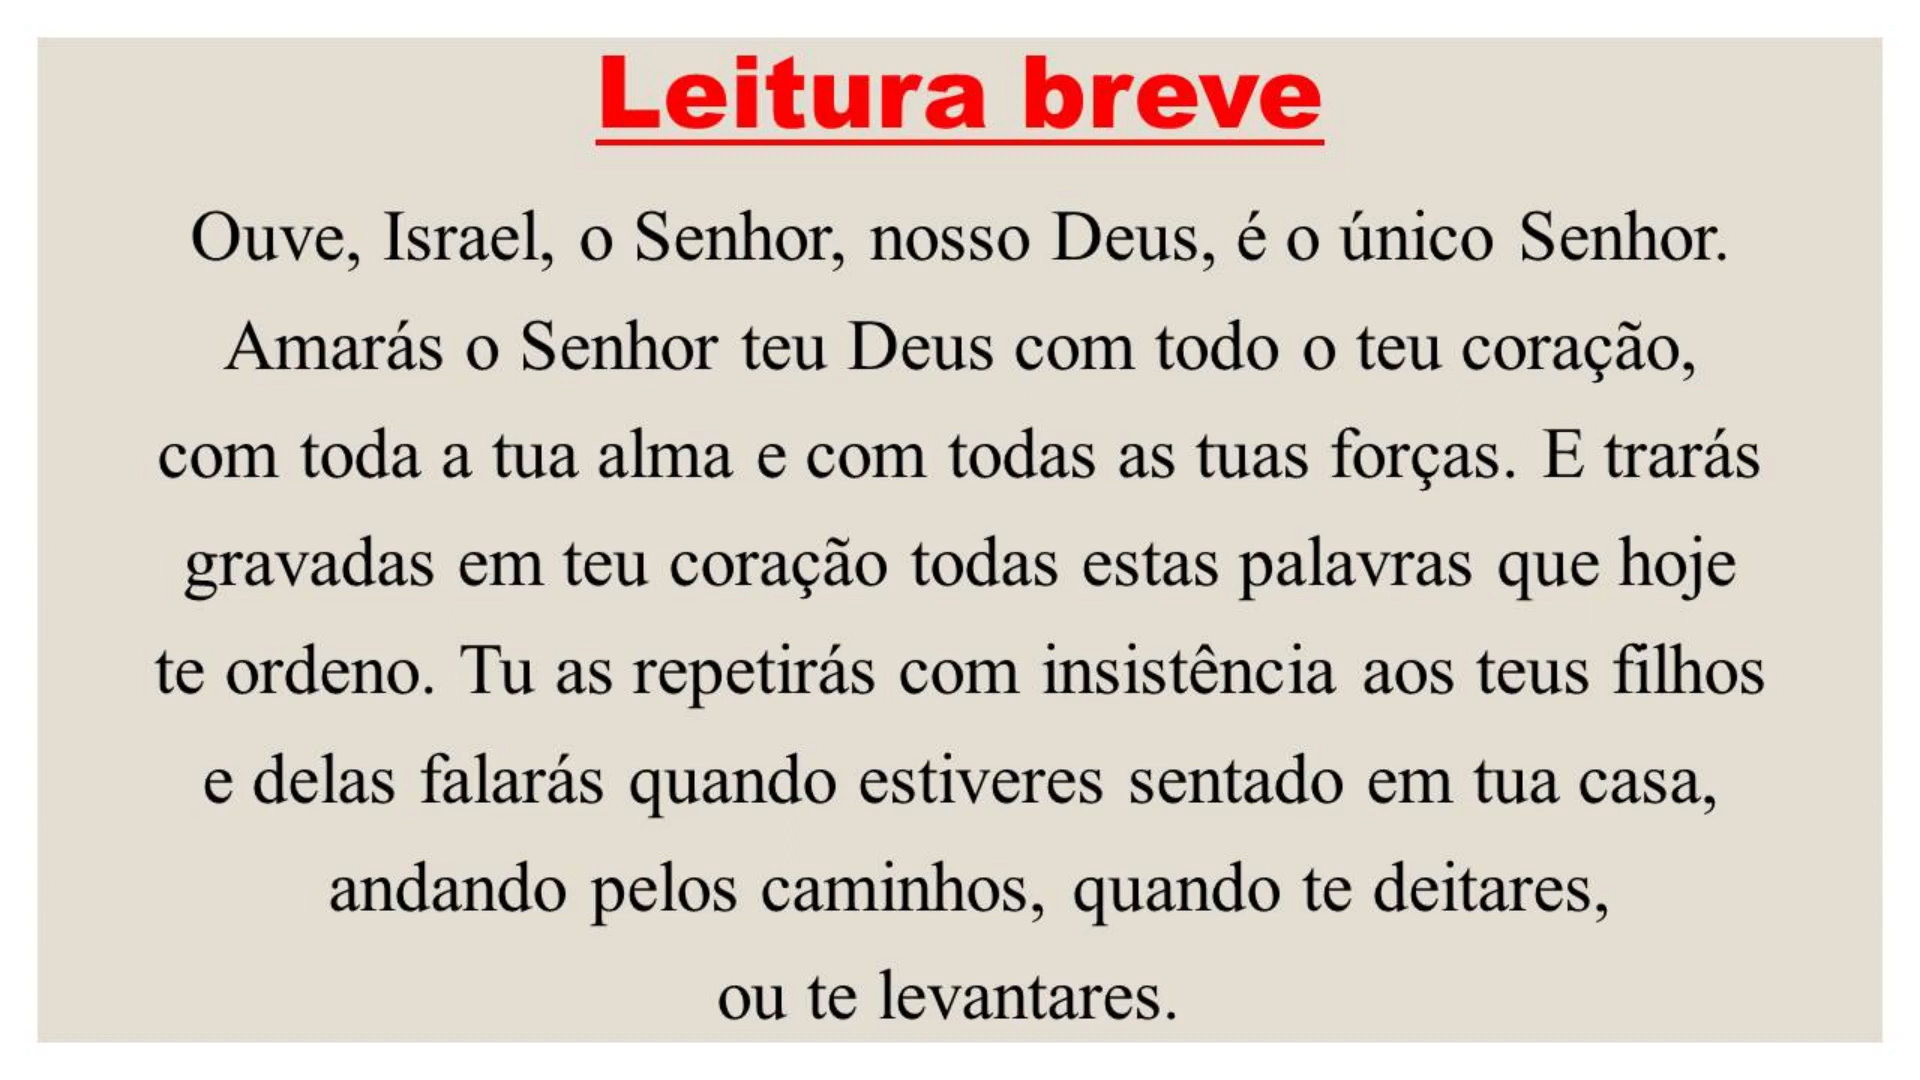 Leitura breve
Ouve, Israel, o Senhor, nosso Deus, é o único Senhor.
Amarás o Senhor teu Deus com todo o teu coração,
com toda a tua alma e com todas as tuas forças. E trarás
gravadas em teu coração todas estas palavras que hoje
te ordeno. Tu as repetirás com insistência aos teus filhos
e delas falarás quando estiveres sentado em tua casa,
andando pelos caminhos, quando te deitares,
ou te levantares.